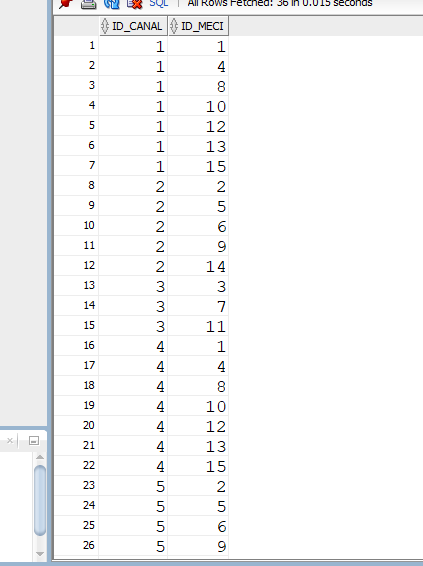 SQL | All Rows Fetched: 36 in 0.015 seconds
ID_CANAL ID_MECI
1 1 1
2 1 4
3 1 8
4 1 10
5 1 12
6 1 13
7 1 15
8 2 2
9 2 5
10 2 6
11 2 9
12 2 14
13 3 3
14 3 7
15 3 11
16 4 1
17 4 4
18 4 8
19 4 10
20 4 12
21 4 13
22 4 15
23 5 2
24 5 5
25 5 6
26 5 9